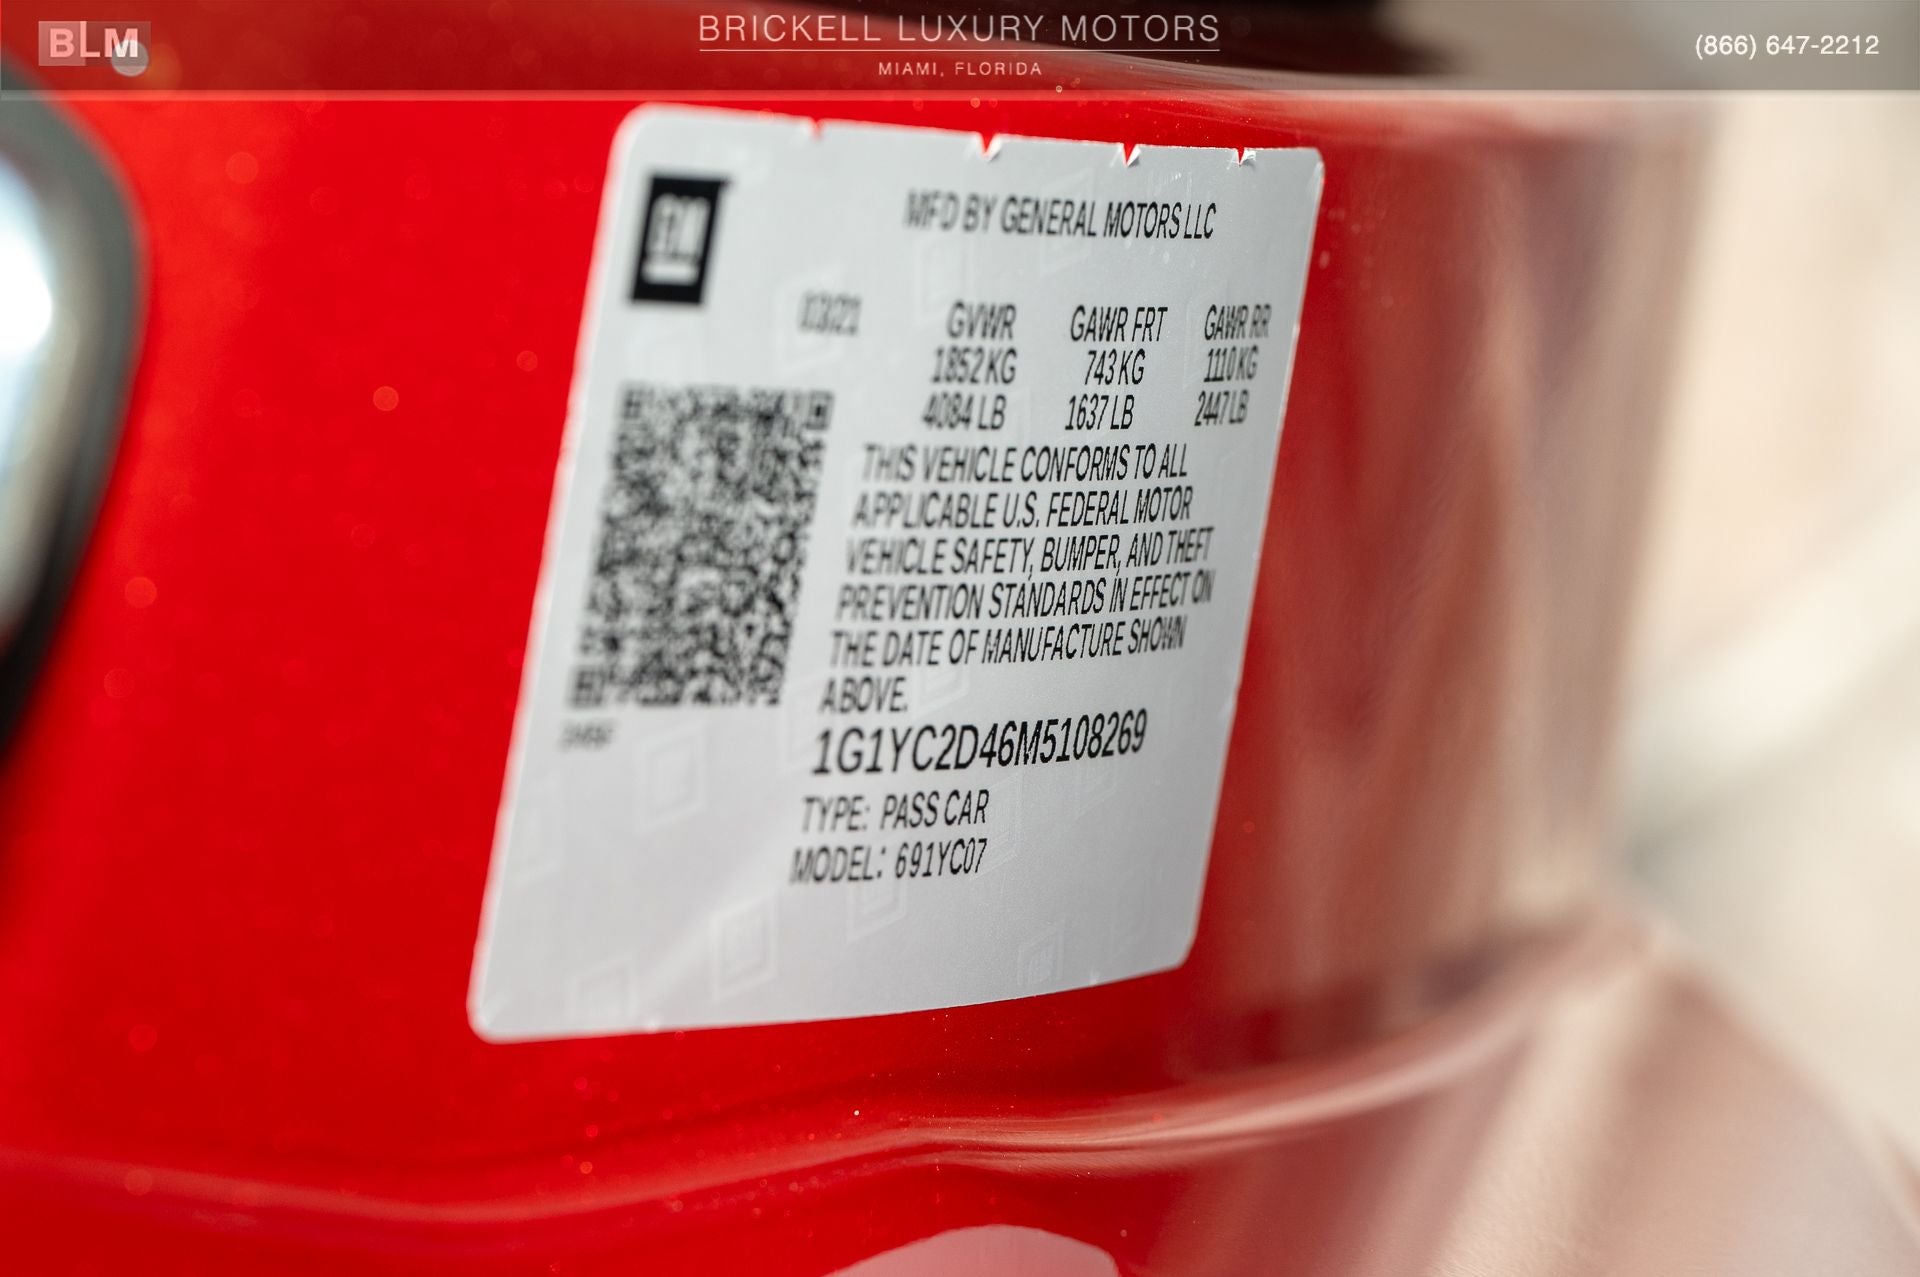 BLM
BRICKELL LUXURY MOTORS
MIAMI, FLORIDA
(866) 647-2212
GM
MFD BY GENERAL MOTORS LLC
03/21 GVWR GAWR FRT GAWR RR
1852 KG 743 KG 1110 KG
4084 LB 1637 LB 2447 LB
THIS VEHICLE CONFORMS TO ALL
APPLICABLE U.S. FEDERAL MOTOR
VEHICLE SAFETY, BUMPER, AND THEFT
PREVENTION STANDARDS IN EFFECT ON
THE DATE OF MANUFACTURE SHOWN
ABOVE.
1G1YC2D46M5108269
TYPE: PASS CAR
MODEL: 691YC07